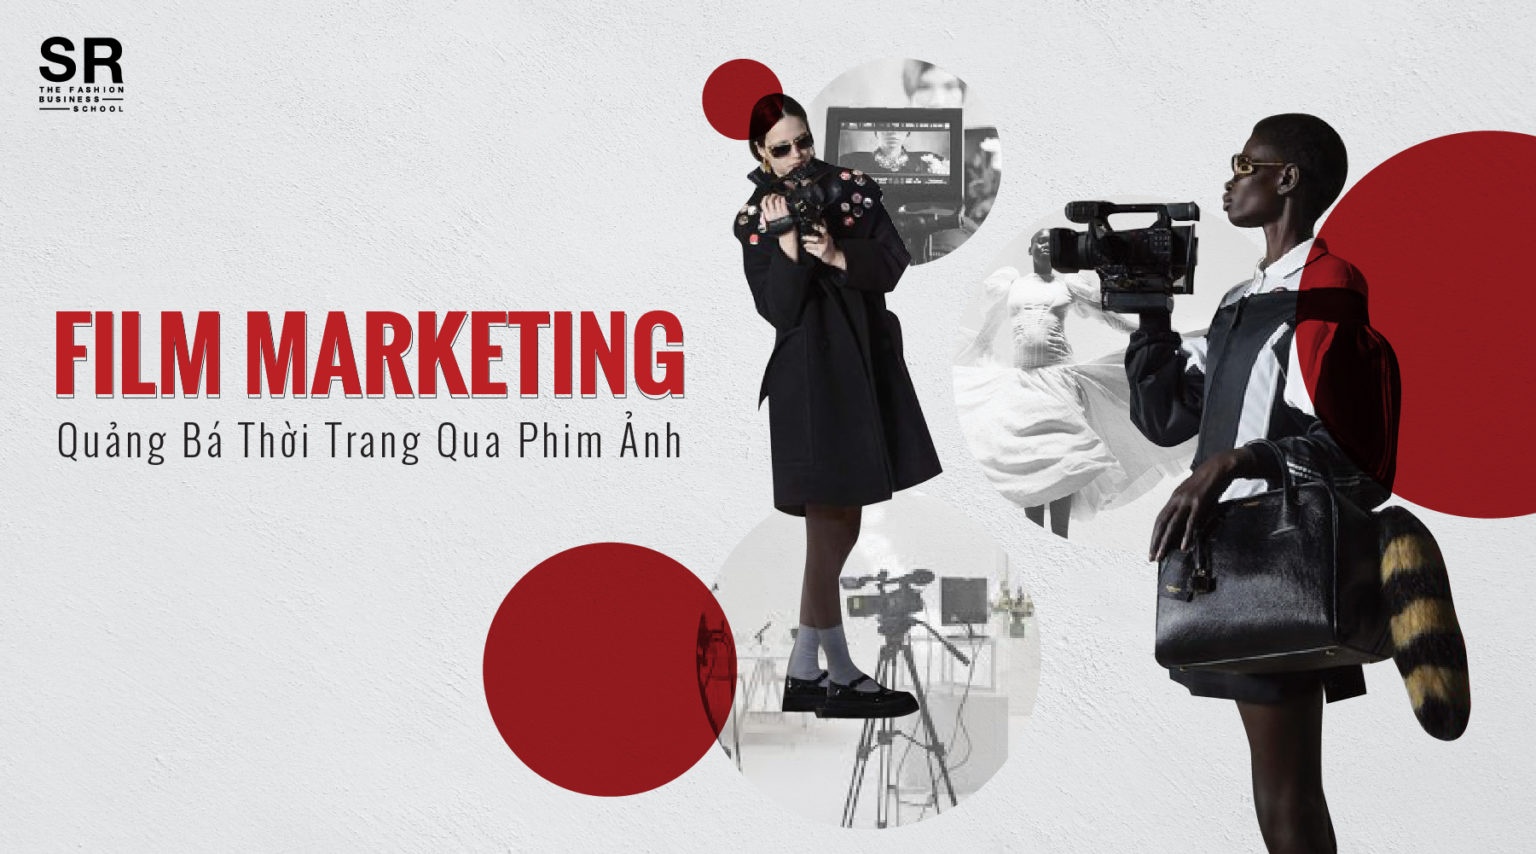 SR
THE FASHION
BUSINESS
SCHOOL
FILM MARKETING
Quảng Bá Thời Trang Qua Phim Ảnh